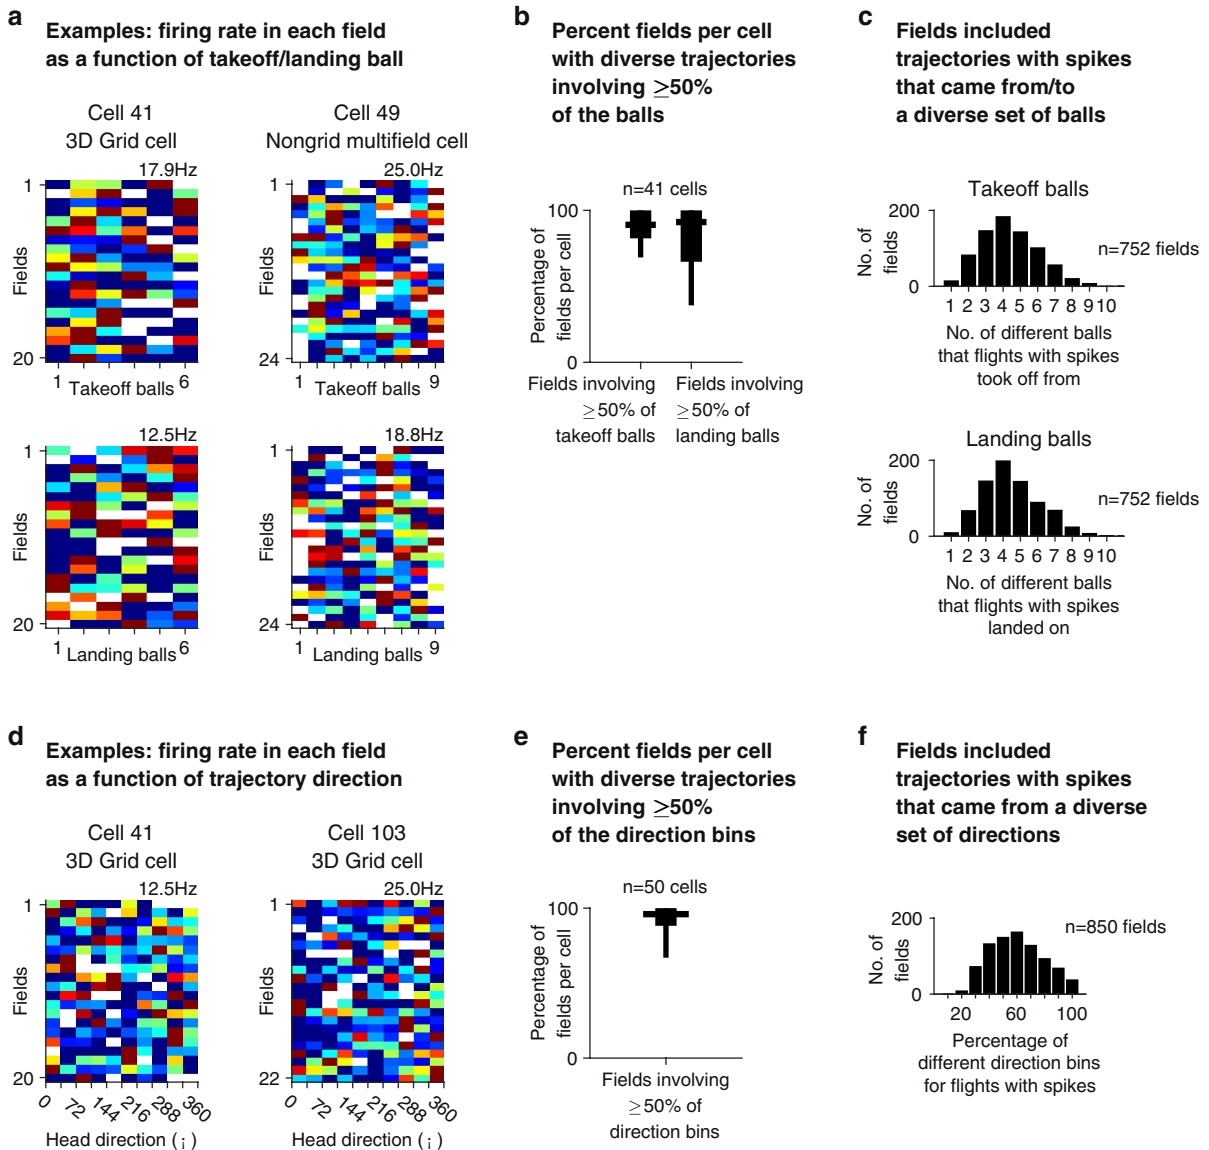 a
Examples: firing rate in each field
as a function of takeoff/landing ball
Cell 41
3D Grid cell
17.9Hz
1
Fields
20
1 Takeoff balls 6
Cell 49
Nongrid multifield cell
25.0Hz
1
Fields
24
1 Takeoff balls 9
12.5Hz
1
Fields
20
1 Landing balls 6
18.8Hz
1
Fields
24
1 Landing balls 9
b
Percent fields per cell
with diverse trajectories
involving ≥50%
of the balls
n=41 cells
100
Percentage of
fields per cell
0
Fields involving
≥50% of
takeoff balls
Fields involving
≥50% of
landing balls
c
Fields included
trajectories with spikes
that came from/to
a diverse set of balls
Takeoff balls
200
No. of
fields
0
n=752 fields
1 2 3 4 5 6 7 8 9 10
No. of different balls
that flights with spikes
took off from
Landing balls
200
No. of
fields
0
n=752 fields
1 2 3 4 5 6 7 8 9 10
No. of different balls
that flights with spikes
landed on
d
Examples: firing rate in each field
as a function of trajectory direction
Cell 41
3D Grid cell
12.5Hz
1
Fields
20
0 72 144 216 288 360
Head direction (¡)
Cell 103
3D Grid cell
25.0Hz
1
Fields
22
0 72 144 216 288 360
Head direction (¡)
e
Percent fields per cell
with diverse trajectories
involving ≥50%
of the direction bins
n=50 cells
100
Percentage of
fields per cell
0
Fields involving
≥50% of
direction bins
f
Fields included
trajectories with spikes
that came from a diverse
set of directions
200
No. of
fields
0
n=850 fields
20 60 100
Percentage of
different direction bins
for flights with spikes